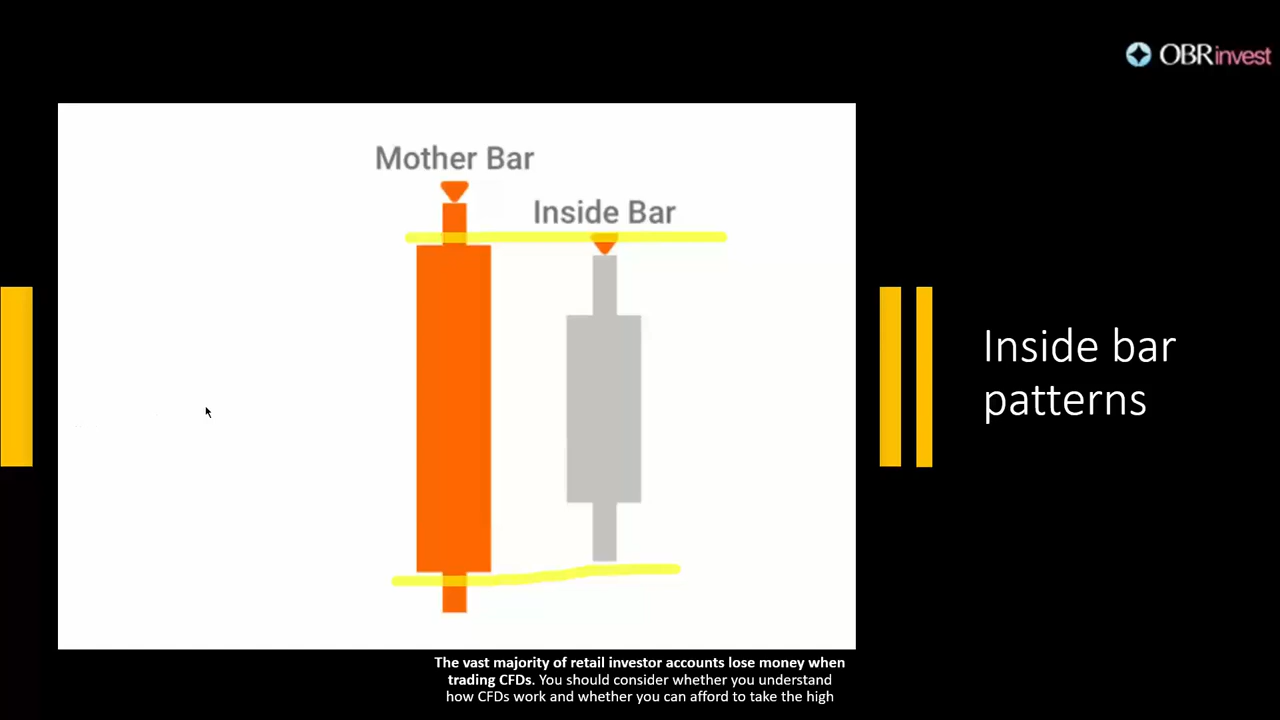 OBRinvest
Mother Bar
Inside Bar
Inside bar
patterns
The vast majority of retail investor accounts lose money when
trading CFDs. You should consider whether you understand
how CFDs work and whether you can afford to take the high